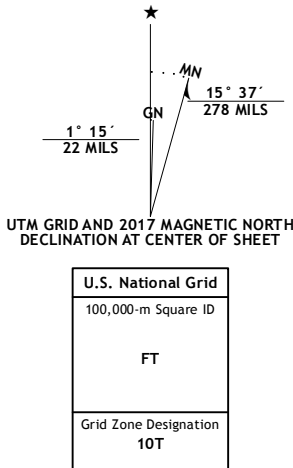 ★
MN
GN
15° 37´
278 MILS
1° 15´
22 MILS
UTM GRID AND 2017 MAGNETIC NORTH
DECLINATION AT CENTER OF SHEET
U.S. National Grid
100,000-m Square ID
FT
Grid Zone Designation
10T